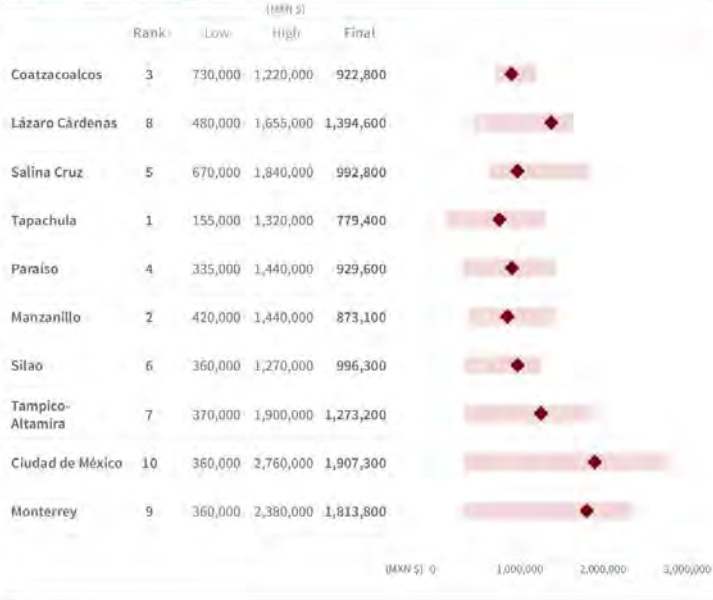 (MXN $)
Rank Low High Final
Coatzacoalcos 3 730,000 1,220,000 922,800
Lázaro Cárdenas 8 480,000 1,655,000 1,394,600
Salina Cruz 5 670,000 1,840,000 992,800
Tapachula 1 155,000 1,320,000 779,400
Paraíso 4 335,000 1,440,000 929,600
Manzanillo 2 420,000 1,440,000 873,100
Silao 6 360,000 1,270,000 996,300
Tampico-
Altamira 7 370,000 1,900,000 1,273,200
Ciudad de México 10 360,000 2,760,000 1,907,300
Monterrey 9 360,000 2,380,000 1,813,800
(MXN $) 0 1,000,000 2,000,000 3,000,000